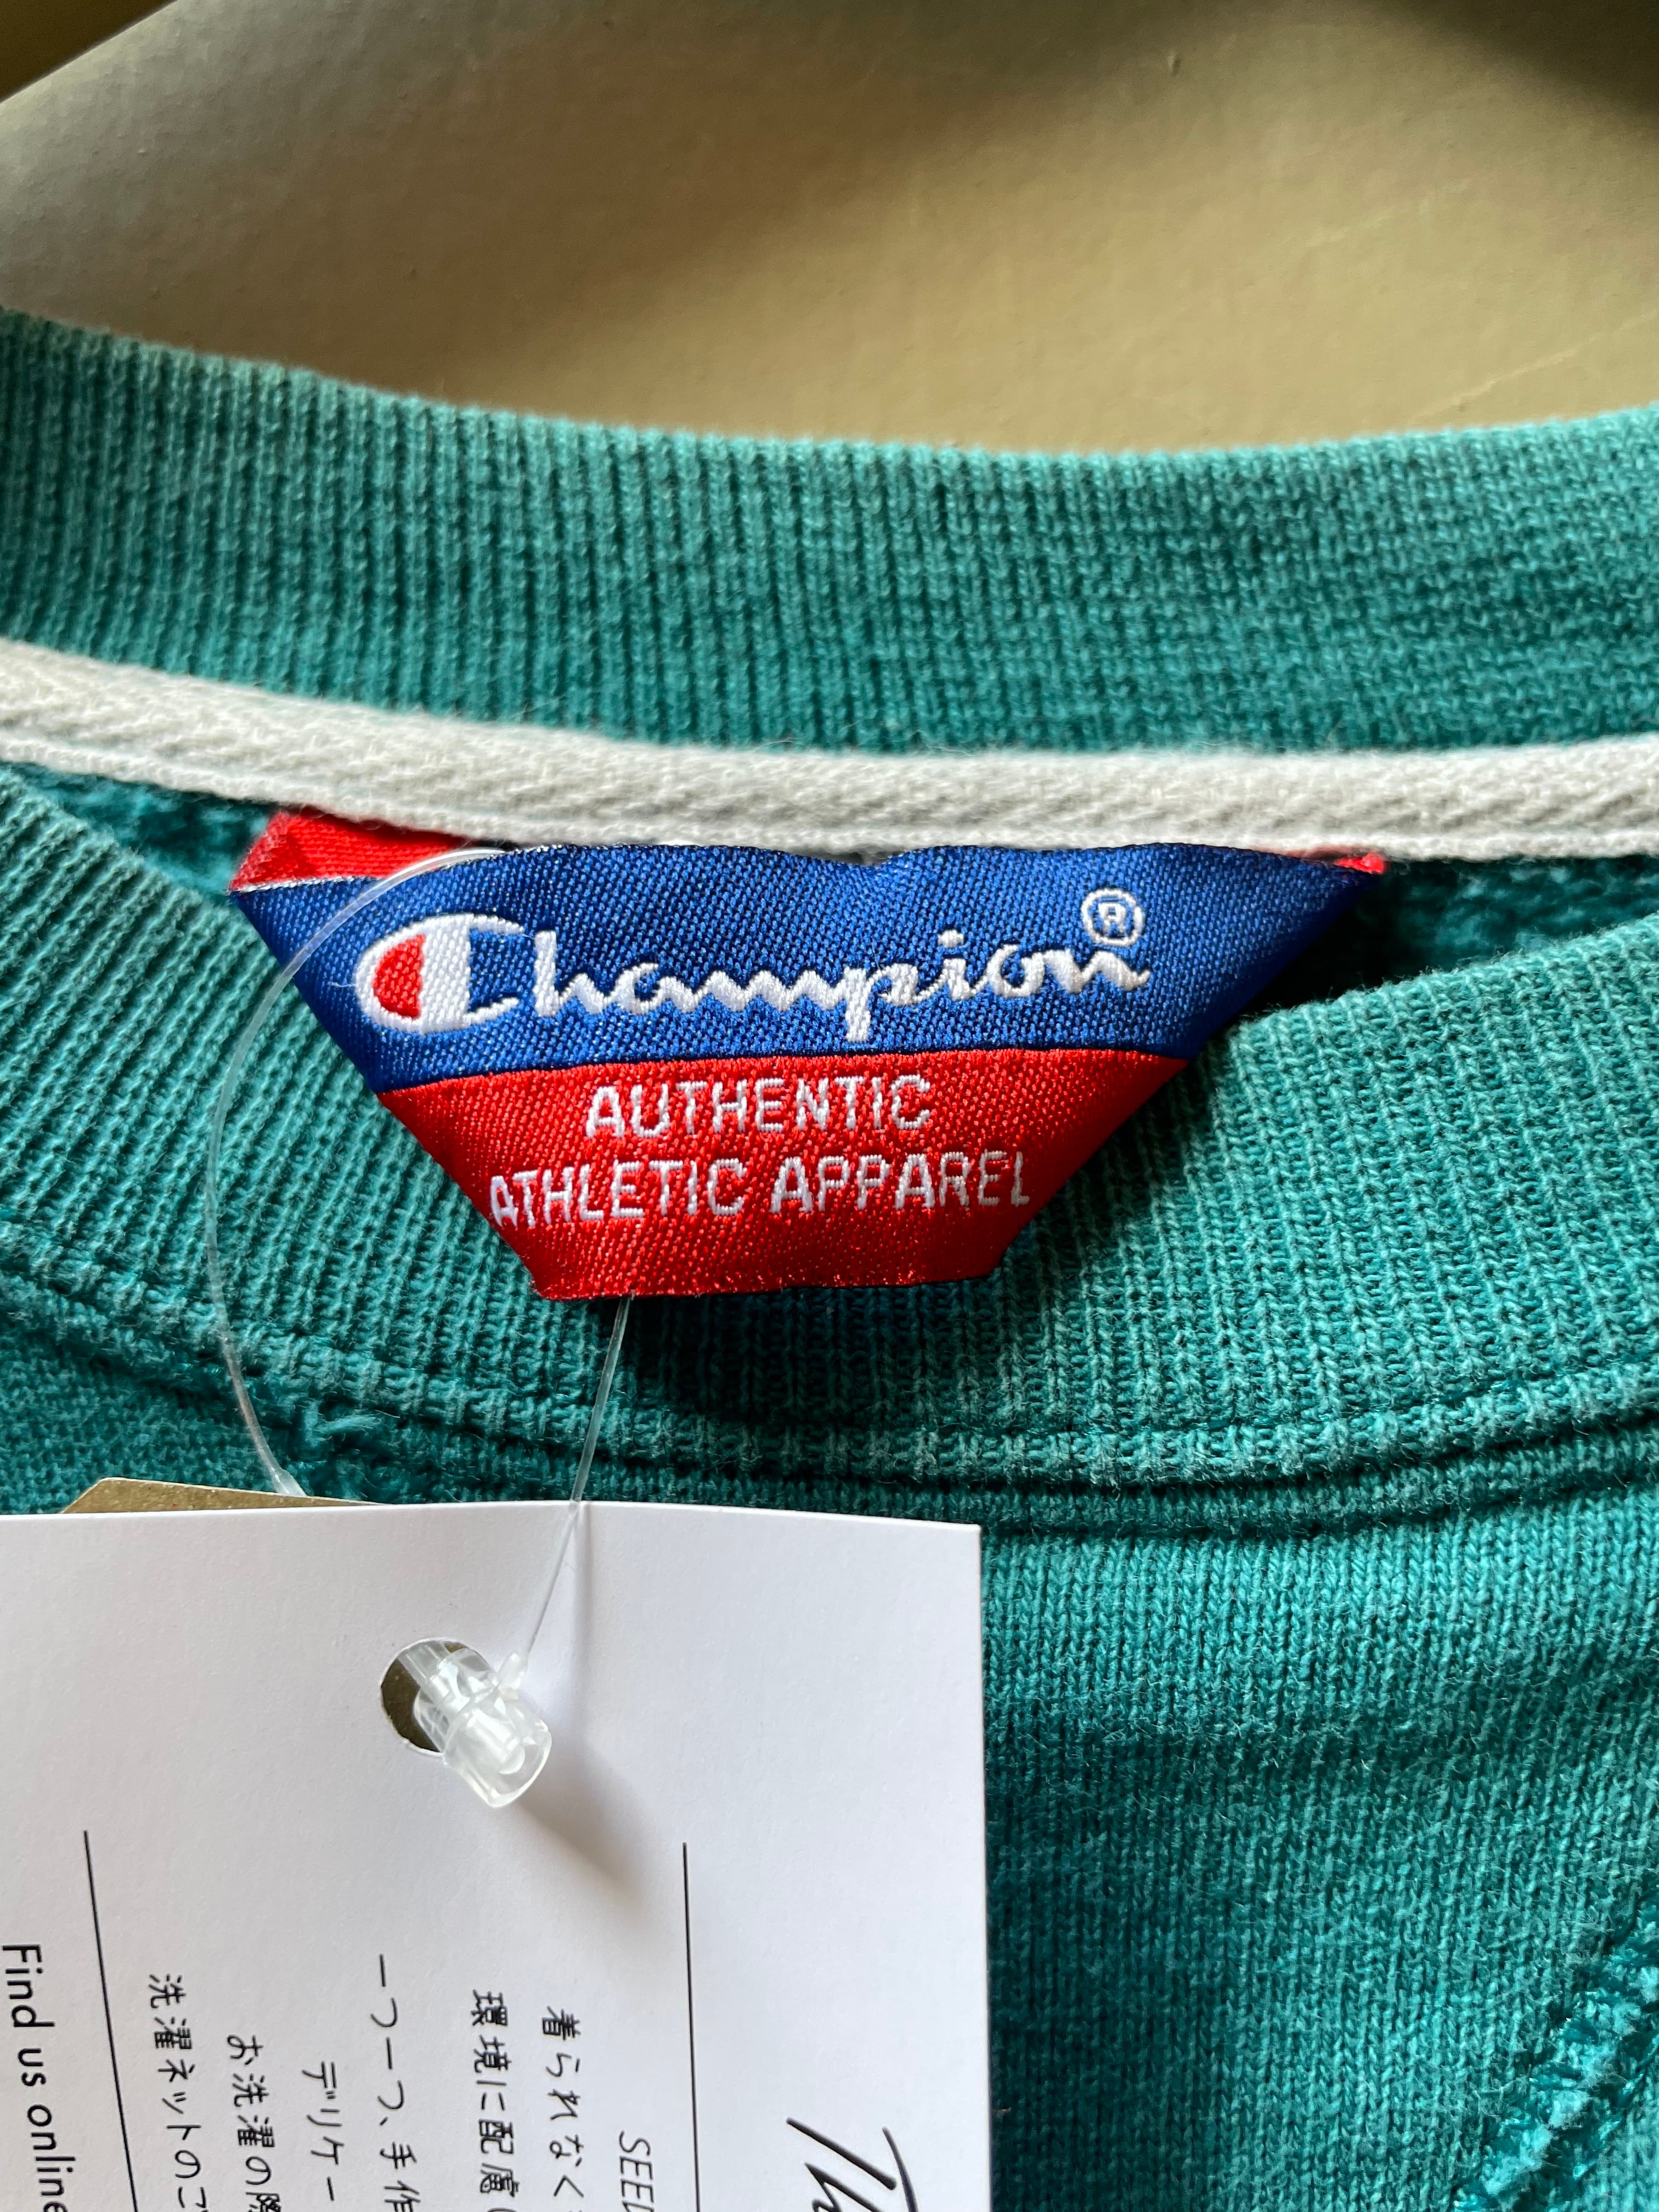 Champion®
AUTHENTIC
ATHLETIC APPAREL
Th
SEED
着られなく
環境に配慮
一つ一つ、手作
デリケー
お洗濯の際
洗濯ネットのご
Find us online